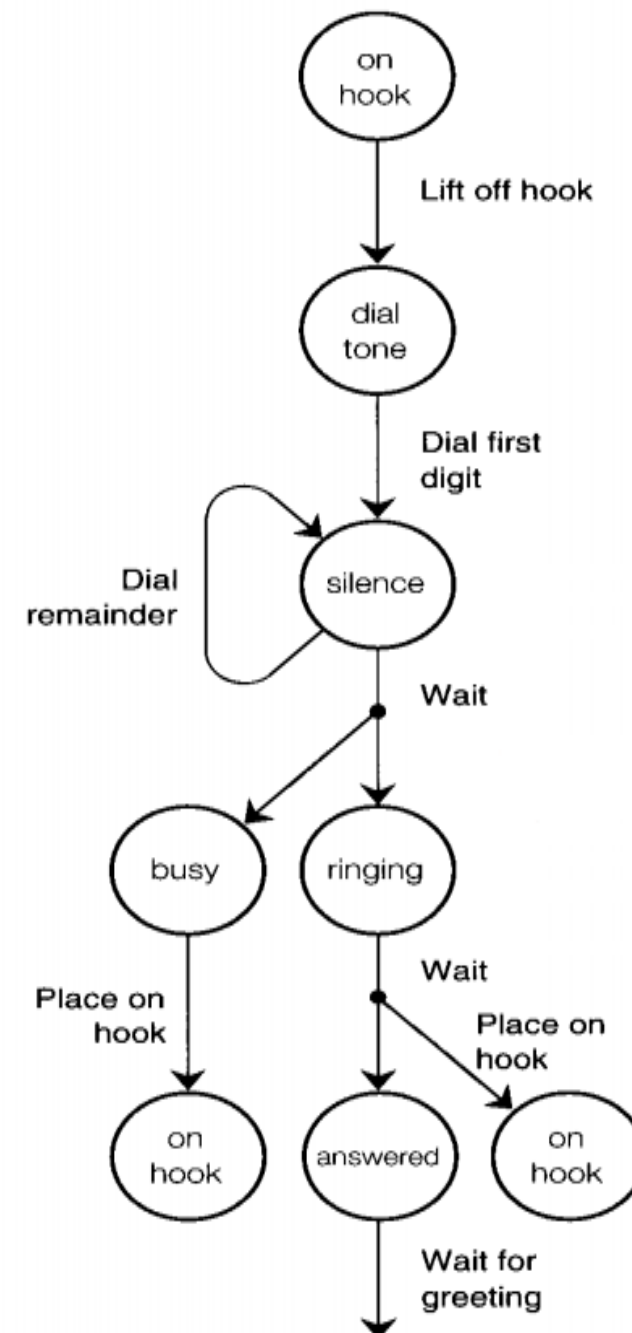 on
hook
Lift off hook
dial
tone
Dial first
digit
Dial
remainder
silence
Wait
busy
ringing
Wait
Place on
hook
Place on
hook
on
hook
answered
on
hook
Wait for
greeting